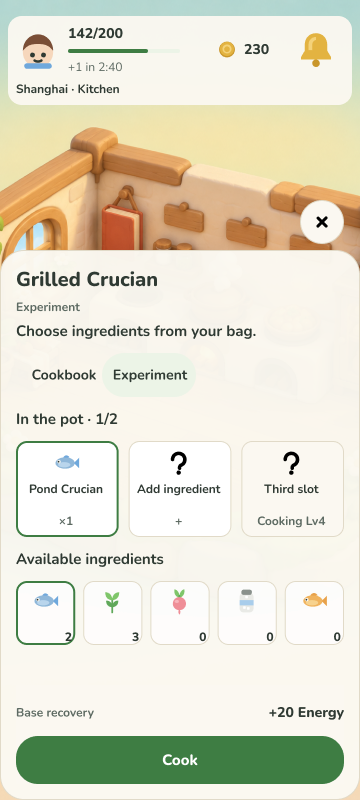 142/200
+1 in 2:40
230
Shanghai · Kitchen
Grilled Crucian
Experiment
Choose ingredients from your bag.
Cookbook Experiment
In the pot · 1/2
? ?
Pond Crucian Add ingredient Third slot
×1 + Cooking Lv4
Available ingredients
2 3 0 0 0
Base recovery +20 Energy
Cook